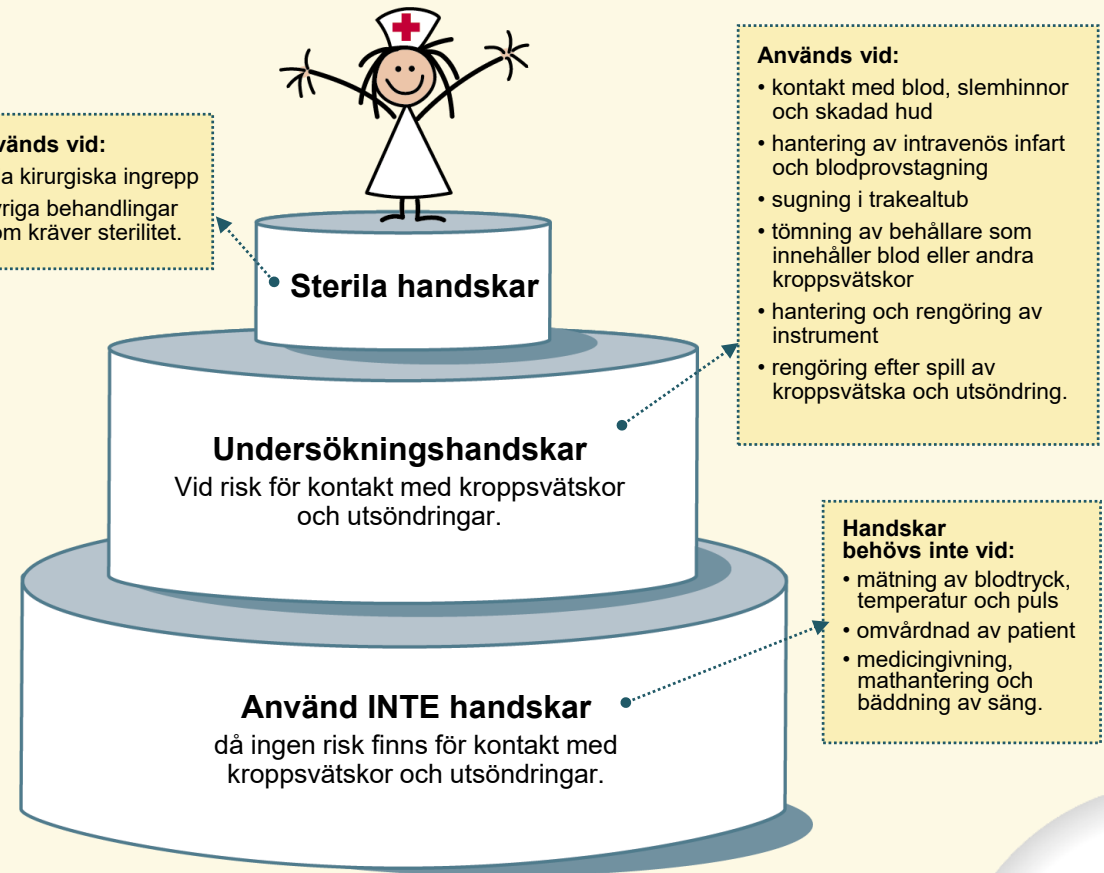 Används vid:
• kontakt med blod, slemhinnor
och skadad hud
• hantering av intravenös infart
och blodprovstagning
• sugning i trakealtub
• tömning av behållare som
innehåller blod eller andra
kroppsvätskor
• hantering och rengöring av
instrument
• rengöring efter spill av
kroppsvätska och utsöndring.
vid:
kirurgiska ingrepp
behandlingar
kräver sterilitet.
Sterila handskar
Undersökningshandskar
Vid risk för kontakt med kroppsvätskor
och utsöndringar.
Handskar
behövs inte vid:
• mätning av blodtryck,
temperatur och puls
• omvårdnad av patient
• medicingivning,
mathantering och
bäddning av säng.
Använd INTE handskar
då ingen risk finns för kontakt med
kroppsvätskor och utsöndringar.